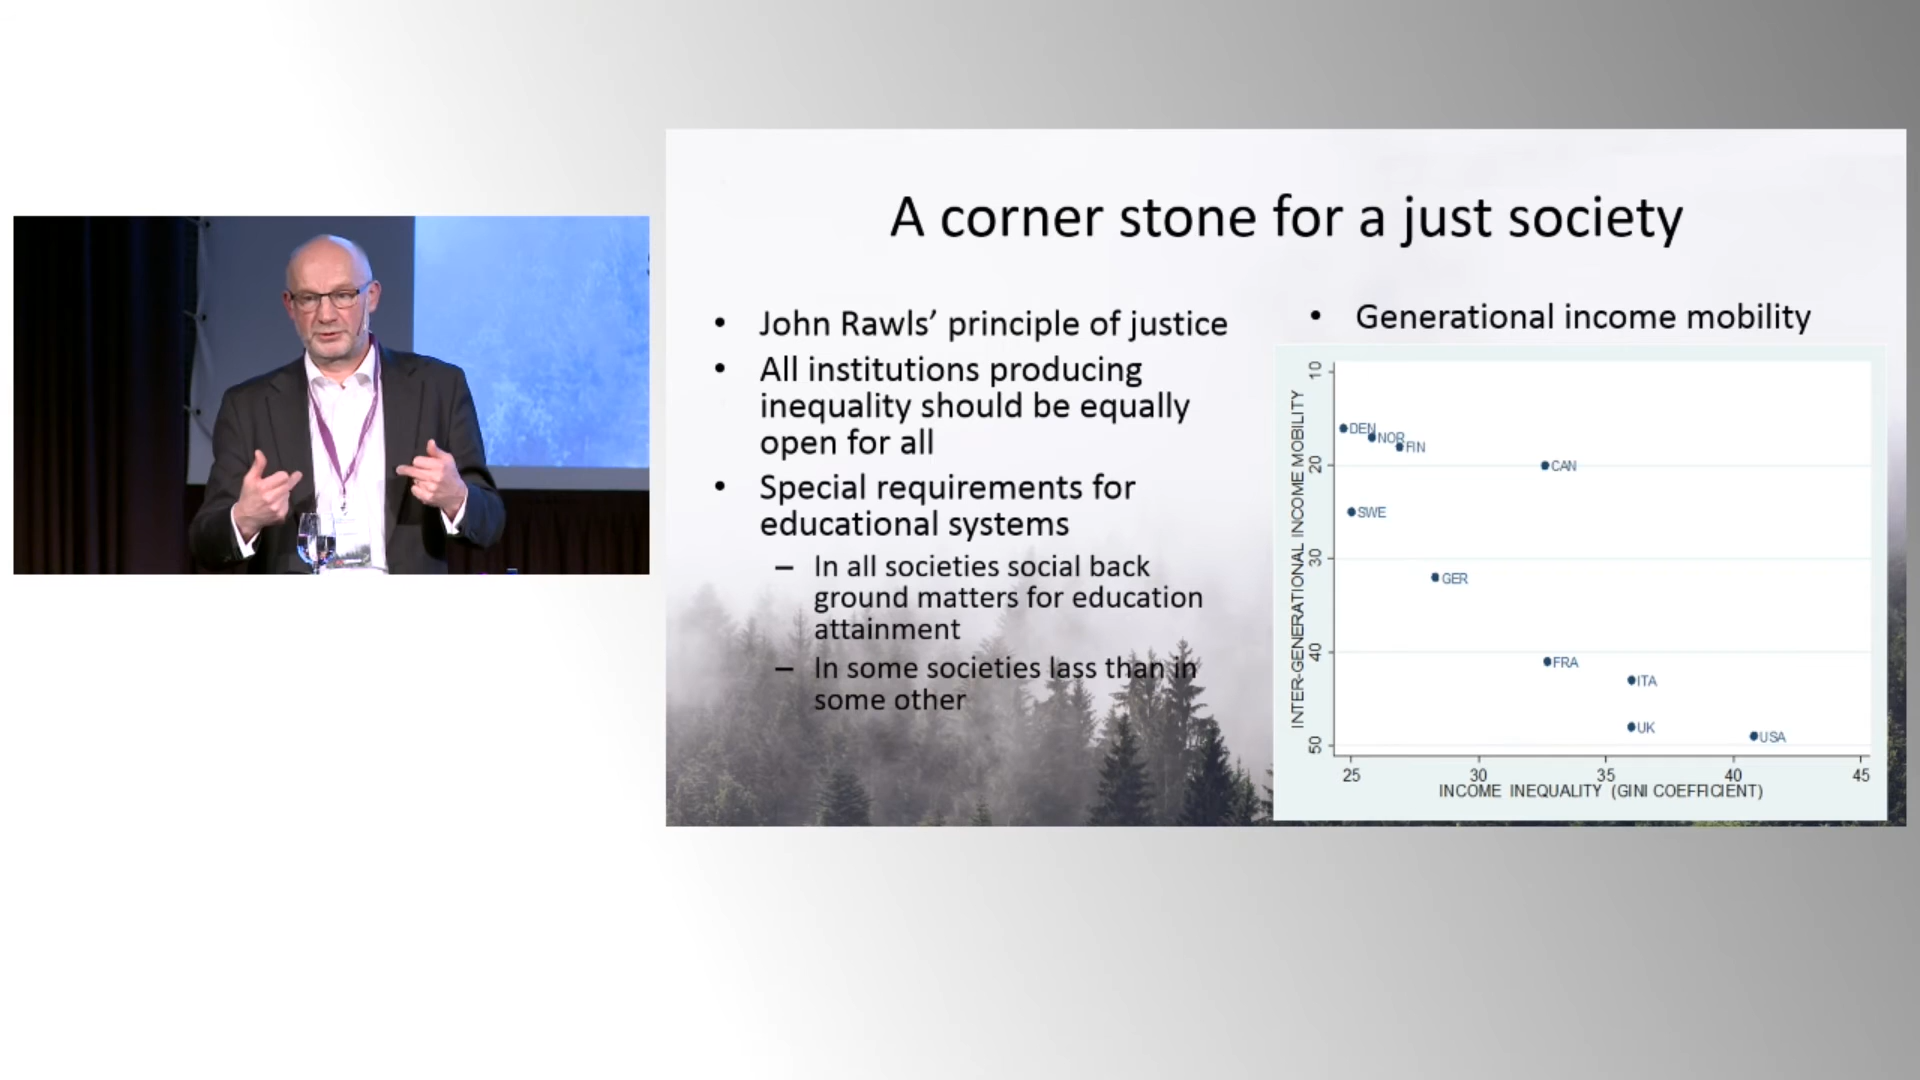 A corner stone for a just society
• John Rawls’ principle of justice
• All institutions producing
inequality should be equally
open for all
• Special requirements for
educational systems
– In all societies social back
ground matters for education
attainment
– In some societies lass than in
some other
• Generational income mobility
INTER-GENERATIONAL INCOME MOBILITY
10
20
30
40
50
DEN
NOR
FIN
CAN
SWE
GER
FRA
ITA
UK
USA
25 30 35 40 45
INCOME INEQUALITY (GINI COEFFICIENT)